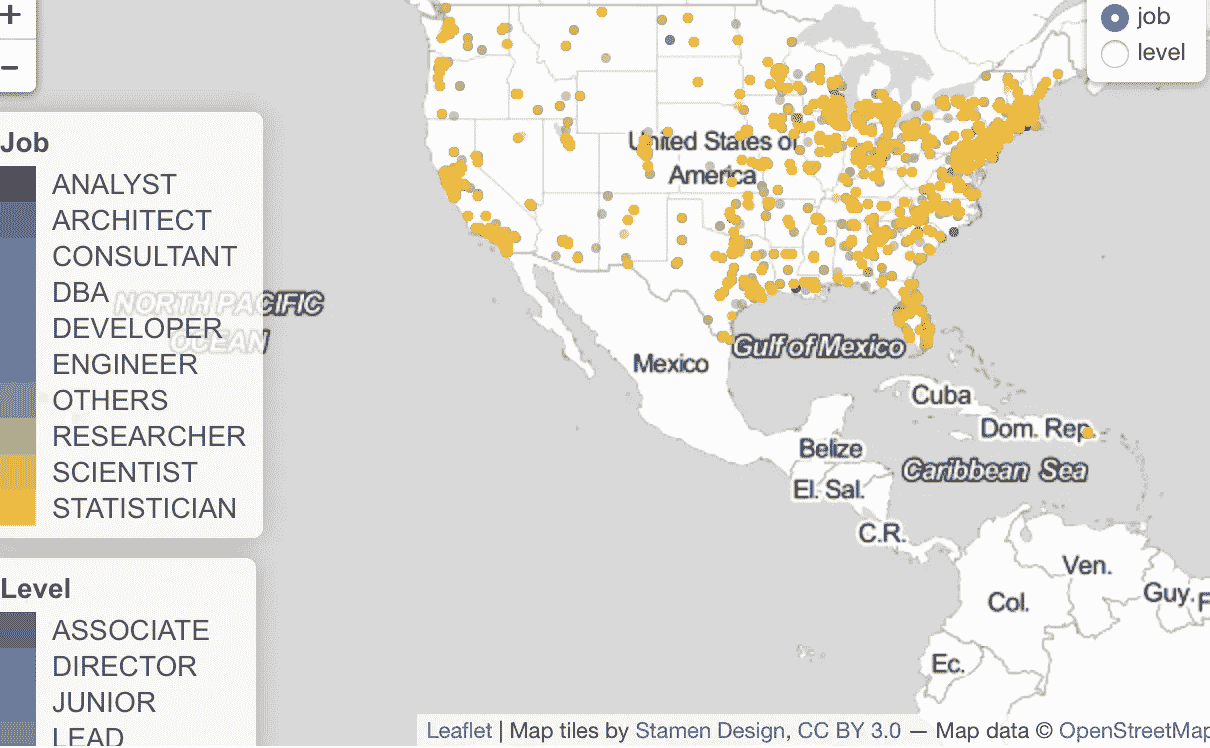 +
−
job
level
Job
ANALYST
ARCHITECT
CONSULTANT
DBA
DEVELOPER
ENGINEER
OTHERS
RESEARCHER
SCIENTIST
STATISTICIAN
NORTH PACIFIC
OCEAN
United States of
America
Mexico
Gulf of Mexico
Cuba
Dom. Rep.
Belize
Caribbean Sea
El. Sal.
C.R.
Ven.
Guy.
F
Col.
Ec.
Level
ASSOCIATE
DIRECTOR
JUNIOR
LEAD
Leaflet | Map tiles by Stamen Design, CC BY 3.0 — Map data © OpenStreetMap